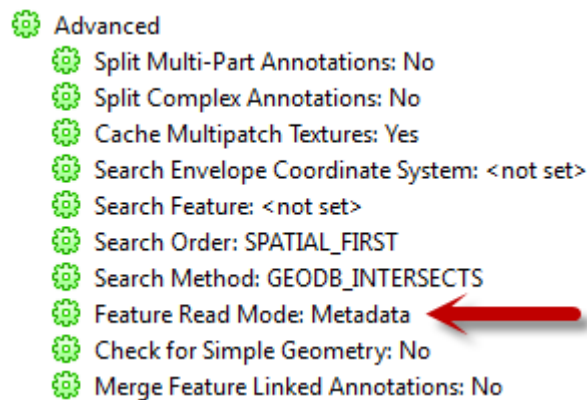 Advanced
Split Multi-Part Annotations: No
Split Complex Annotations: No
Cache Multipatch Textures: Yes
Search Envelope Coordinate System: <not set>
Search Feature: <not set>
Search Order: SPATIAL_FIRST
Search Method: GEODB_INTERSECTS
Feature Read Mode: Metadata
Check for Simple Geometry: No
Merge Feature Linked Annotations: No